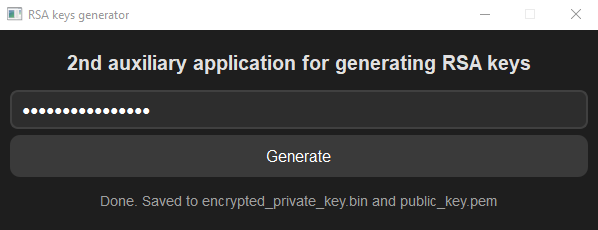 RSA keys generator
2nd auxiliary application for generating RSA keys
••••••••••••••••
Generate
Done. Saved to encrypted_private_key.bin and public_key.pem